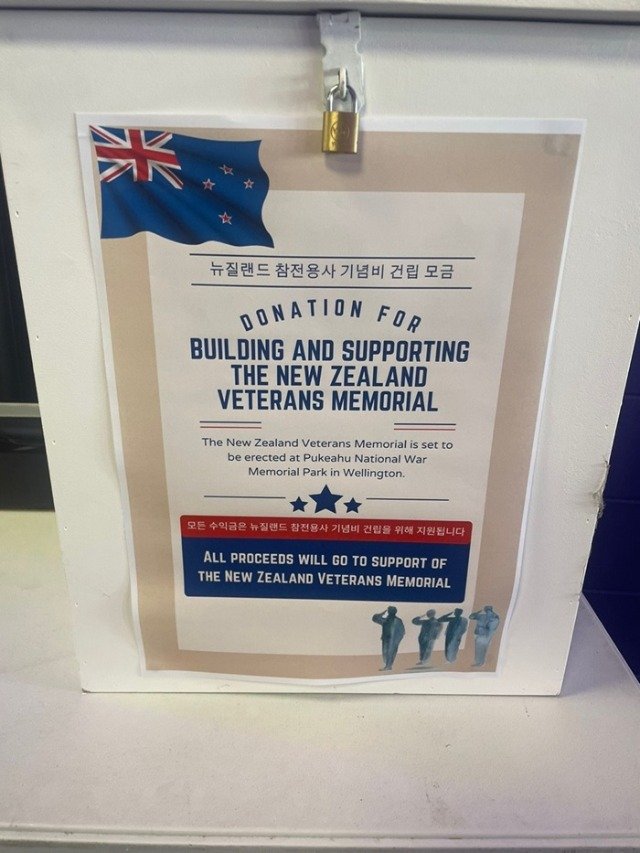 뉴질랜드 참전용사 기념비 건립 모금
DONATION FOR
BUILDING AND SUPPORTING
THE NEW ZEALAND
VETERANS MEMORIAL
The New Zealand Veterans Memorial is set to
be erected at Pukeahu National War
Memorial Park in Wellington.
모든 수익금은 뉴질랜드 참전용사 기념비 건립을 위해 지원됩니다
ALL PROCEEDS WILL GO TO SUPPORT OF
THE NEW ZEALAND VETERANS MEMORIAL